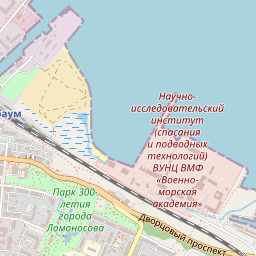 Научно-
исследовательский
институт
(спасания
и подводных
технологий)
ВУНЦ ВМФ
«Военно-
морская
академия»
баум
Парк 300-
летия
города
Ломоносова
Дворцовый проспект